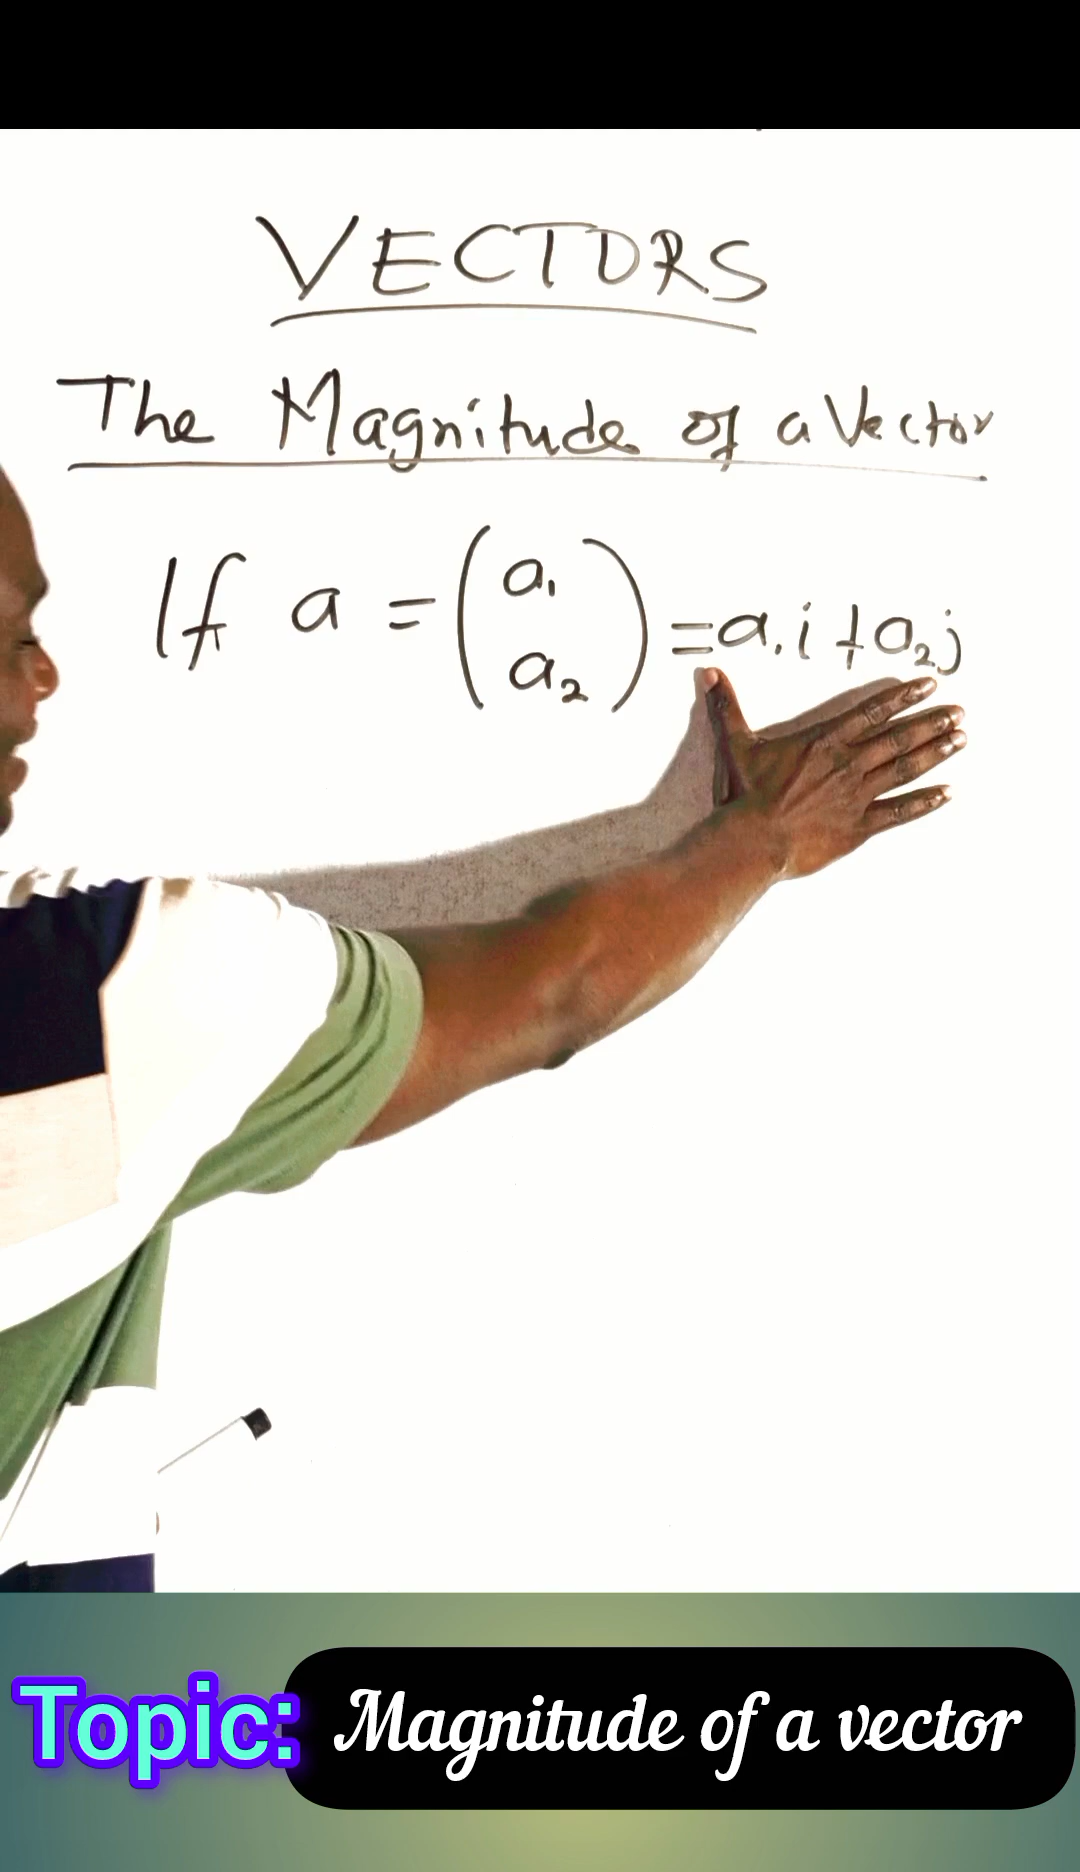 VECTORS
The Magnitude of a Vector
If a = (a₁ a₂) = a₁i + a₂j
Topic: Magnitude of a vector